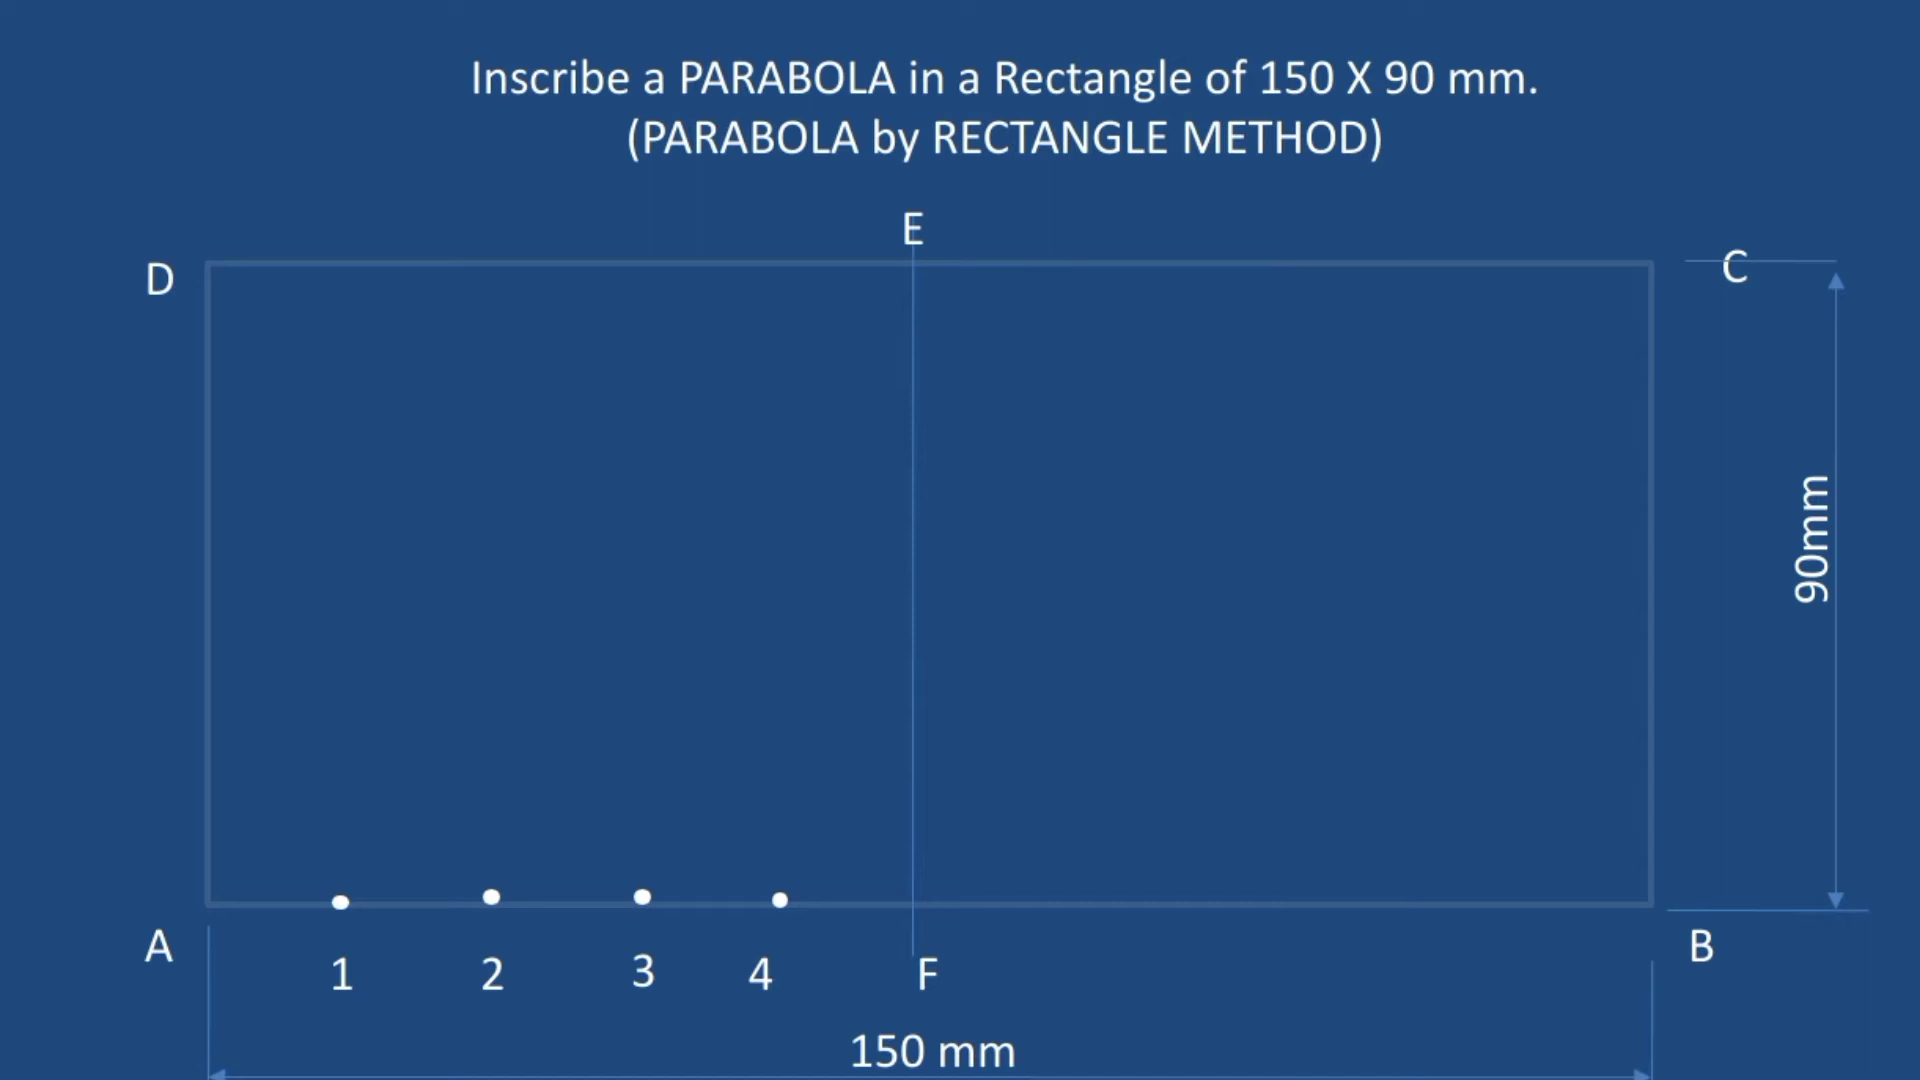 Inscribe a PARABOLA in a Rectangle of 150 X 90 mm.
(PARABOLA by RECTANGLE METHOD)
E
D
C
90mm
A
B
1
2
3
4
F
150 mm